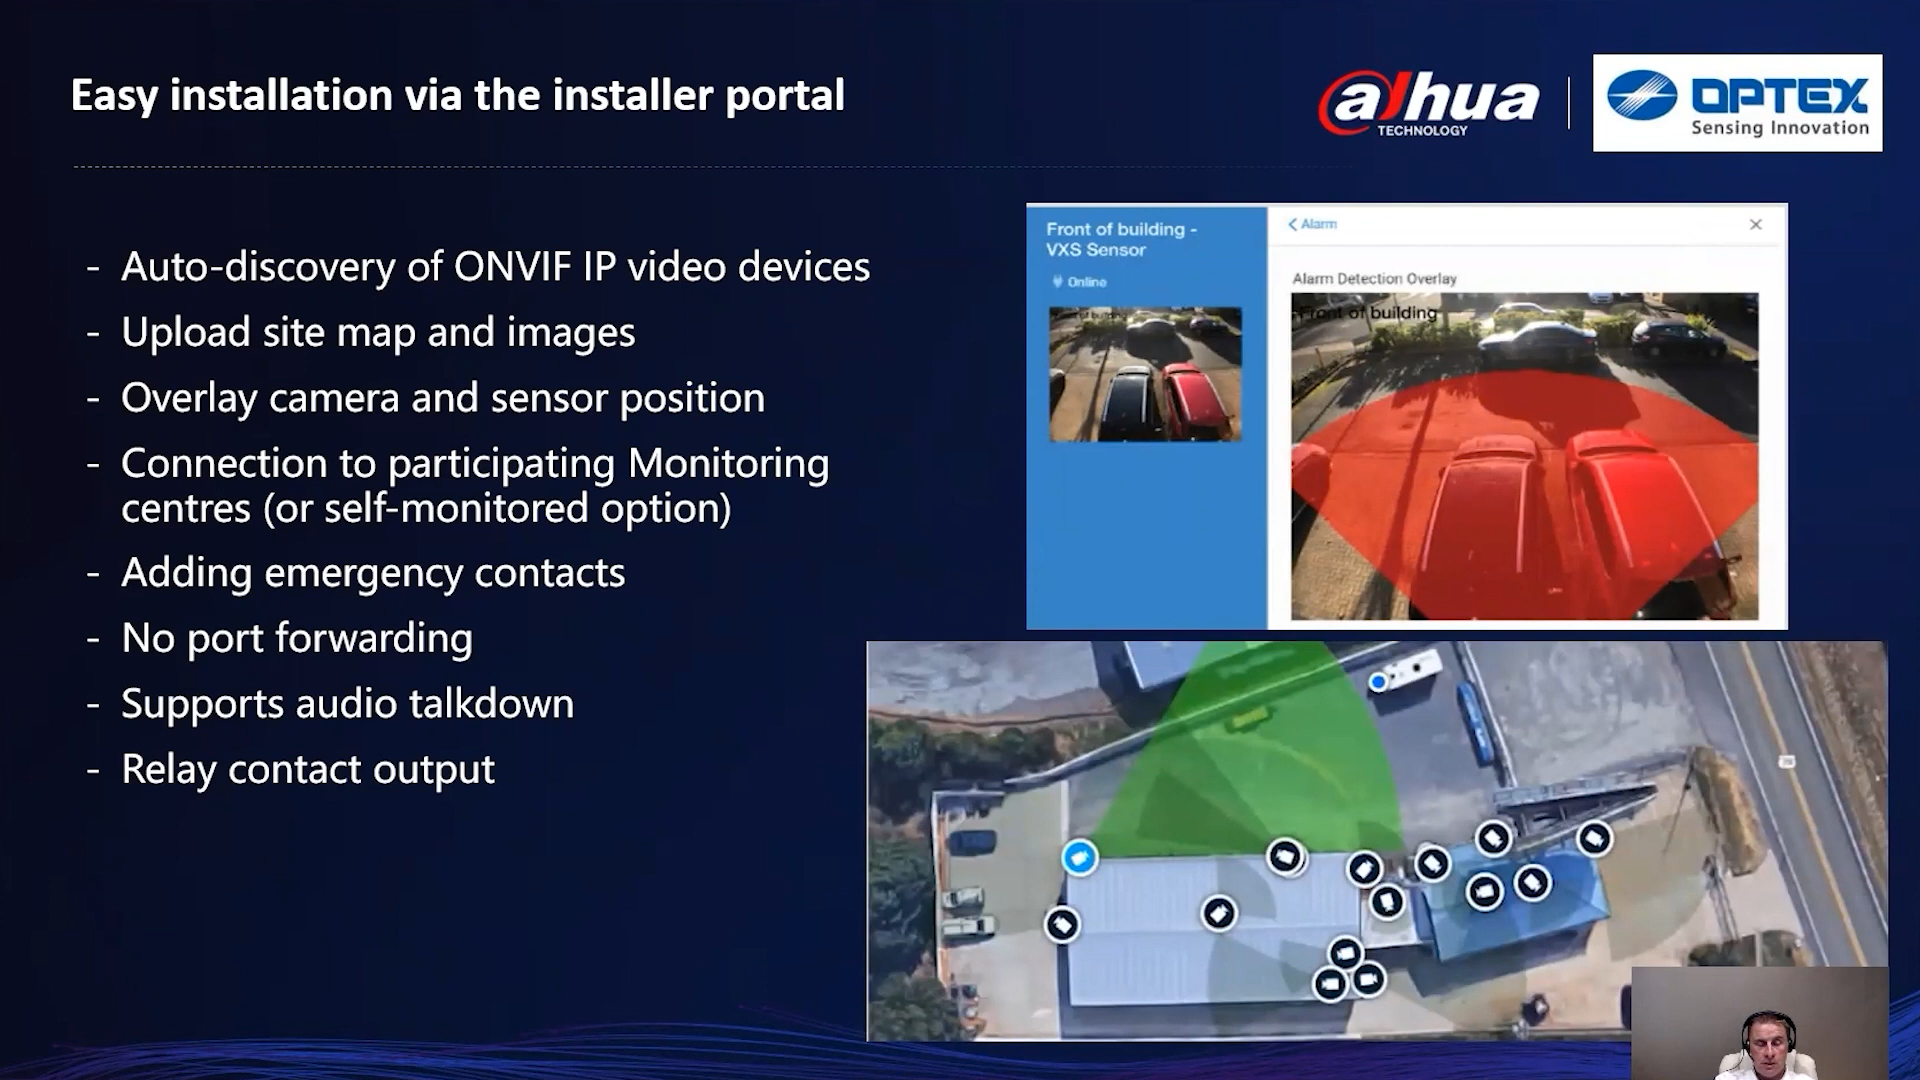 Easy installation via the installer portal
alhua
TECHNOLOGY
OPTEX
Sensing Innovation
- Auto-discovery of ONVIF IP video devices
- Upload site map and images
- Overlay camera and sensor position
- Connection to participating Monitoring
centres (or self-monitored option)
- Adding emergency contacts
- No port forwarding
- Supports audio talkdown
- Relay contact output
Front of building -
VXS Sensor
Online
Alarm
Alarm Detection Overlay
Front of building